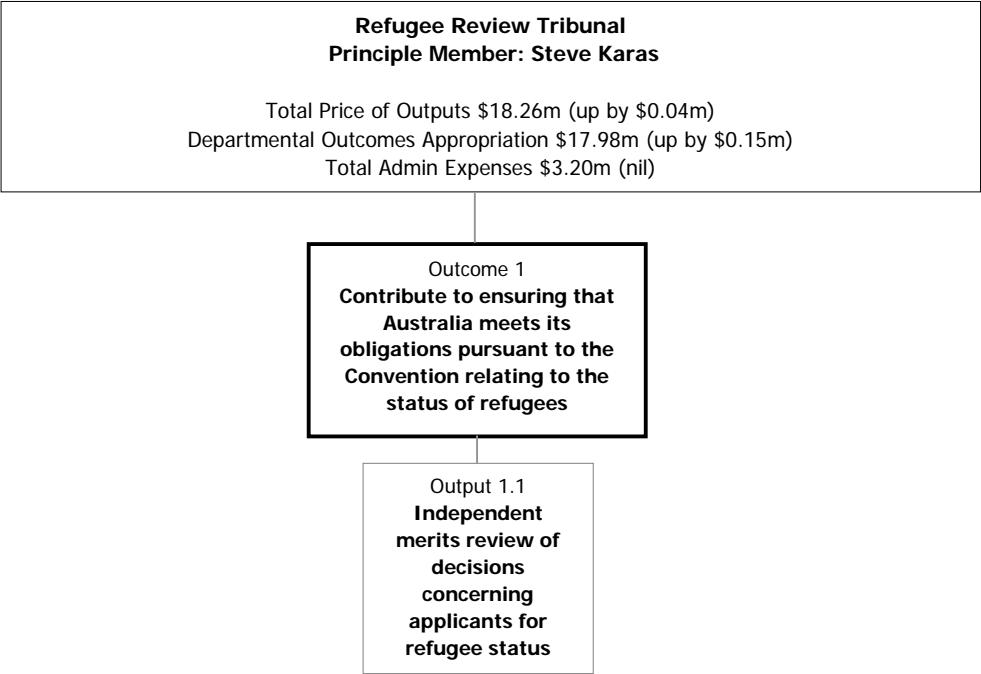 Refugee Review Tribunal
Principle Member: Steve Karas
Total Price of Outputs $18.26m (up by $0.04m)
Departmental Outcomes Appropriation $17.98m (up by $0.15m)
Total Admin Expenses $3.20m (nil)
Outcome 1
Contribute to ensuring that
Australia meets its
obligations pursuant to the
Convention relating to the
status of refugees
Output 1.1
Independent
merits review of
decisions
concerning
applicants for
refugee status